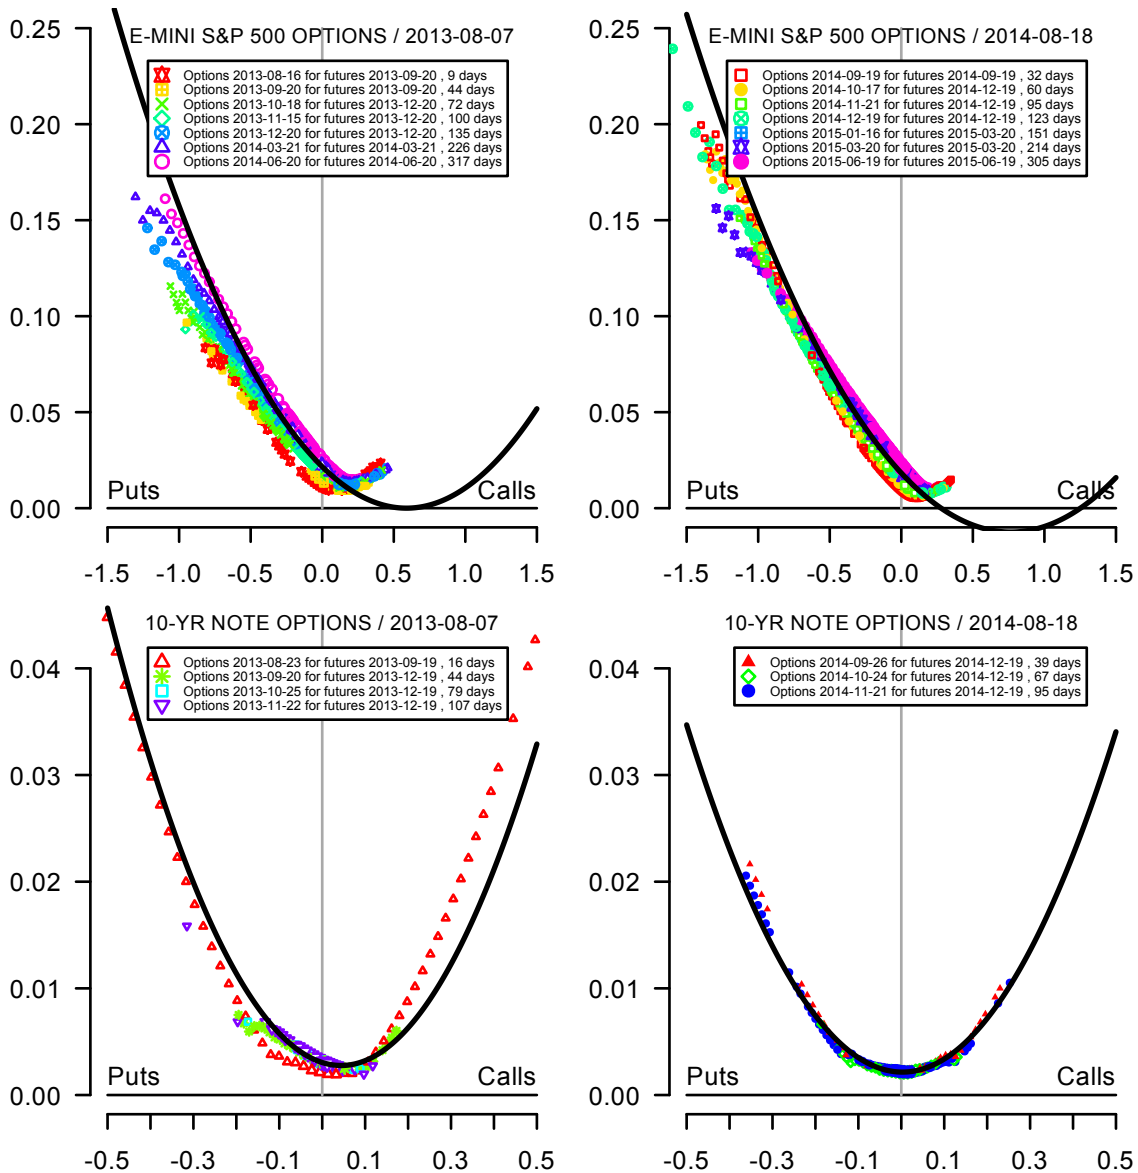 E-MINI S&P 500 OPTIONS / 2013-08-07
Options 2013-08-16 for futures 2013-09-20 , 9 days
Options 2013-09-20 for futures 2013-09-20 , 44 days
Options 2013-10-18 for futures 2013-12-20 , 72 days
Options 2013-11-15 for futures 2013-12-20 , 100 days
Options 2013-12-20 for futures 2013-12-20 , 135 days
Options 2014-03-21 for futures 2014-03-21 , 226 days
Options 2014-06-20 for futures 2014-06-20 , 317 days
0.25
0.20
0.15
0.10
0.05
0.00
Puts
Calls
-1.5 -1.0 -0.5 0.0 0.5 1.0 1.5
E-MINI S&P 500 OPTIONS / 2014-08-18
Options 2014-09-19 for futures 2014-09-19 , 32 days
Options 2014-10-17 for futures 2014-12-19 , 60 days
Options 2014-11-21 for futures 2014-12-19 , 95 days
Options 2014-12-19 for futures 2014-12-19 , 123 days
Options 2015-01-16 for futures 2015-03-20 , 151 days
Options 2015-03-20 for futures 2015-03-20 , 214 days
Options 2015-06-19 for futures 2015-06-19 , 305 days
0.25
0.20
0.15
0.10
0.05
0.00
Puts
Calls
-1.5 -1.0 -0.5 0.0 0.5 1.0 1.5
10-YR NOTE OPTIONS / 2013-08-07
Options 2013-08-23 for futures 2013-09-19 , 16 days
Options 2013-09-20 for futures 2013-12-19 , 44 days
Options 2013-10-25 for futures 2013-12-19 , 79 days
Options 2013-11-22 for futures 2013-12-19 , 107 days
0.04
0.03
0.02
0.01
0.00
Puts
Calls
-0.5 -0.3 -0.1 0.1 0.3 0.5
10-YR NOTE OPTIONS / 2014-08-18
Options 2014-09-26 for futures 2014-12-19 , 39 days
Options 2014-10-24 for futures 2014-12-19 , 67 days
Options 2014-11-21 for futures 2014-12-19 , 95 days
0.04
0.03
0.02
0.01
0.00
Puts
Calls
-0.5 -0.3 -0.1 0.1 0.3 0.5